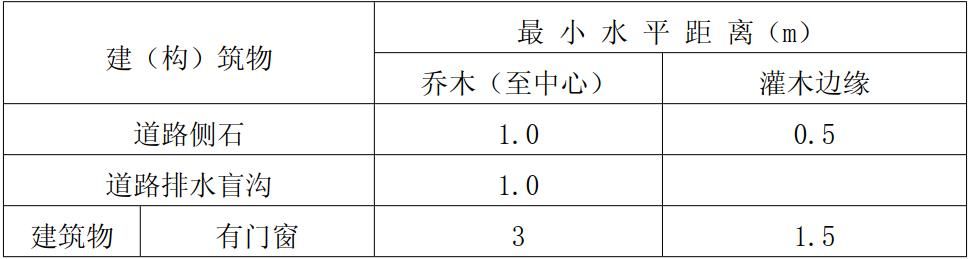 建（构）筑物
最 小 水 平 距 离（m）
乔木（至中心）
灌木边缘
道路侧石
1.0
0.5
道路排水盲沟
1.0
建筑物
有门窗
3
1.5